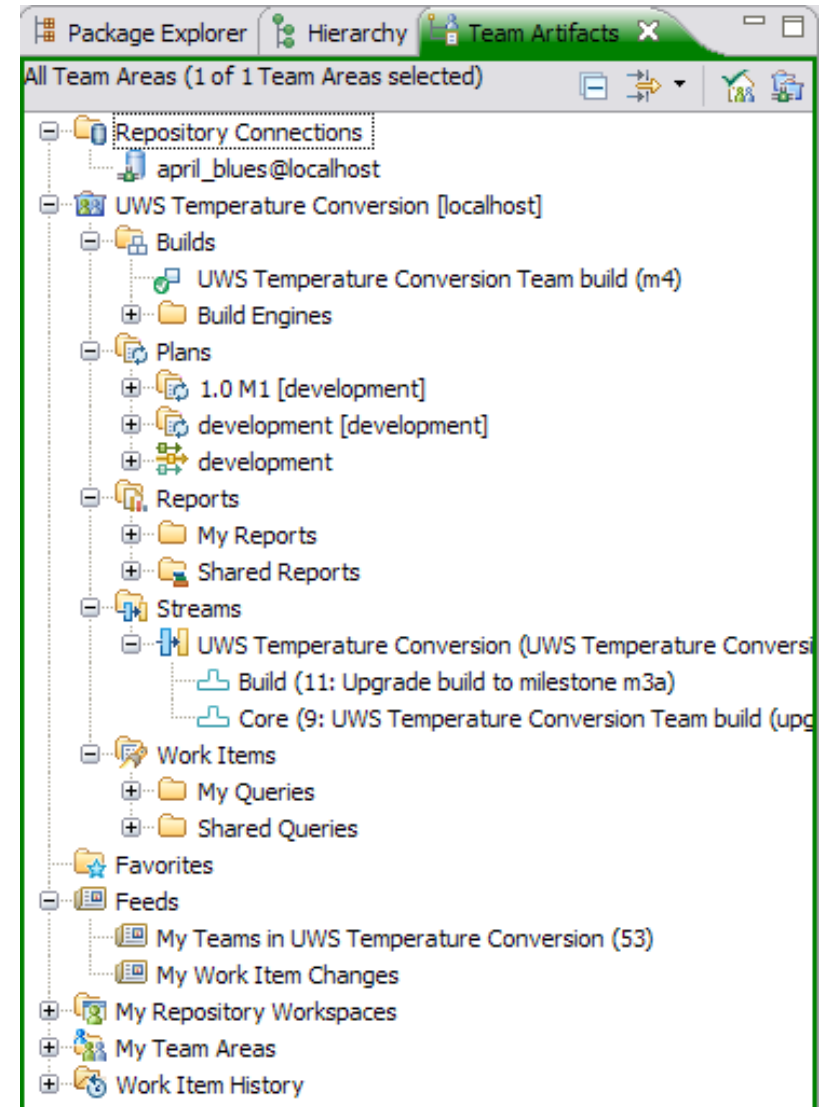 Package Explorer Hierarchy Team Artifacts
All Team Areas (1 of 1 Team Areas selected)
Repository Connections
april_blues@localhost
UWS Temperature Conversion [localhost]
Builds
UWS Temperature Conversion Team build (m4)
Build Engines
Plans
1.0 M1 [development]
development [development]
development
Reports
My Reports
Shared Reports
Streams
UWS Temperature Conversion (UWS Temperature Conversi
Build (11: Upgrade build to milestone m3a)
Core (9: UWS Temperature Conversion Team build (upg
Work Items
My Queries
Shared Queries
Favorites
Feeds
My Teams in UWS Temperature Conversion (53)
My Work Item Changes
My Repository Workspaces
My Team Areas
Work Item History